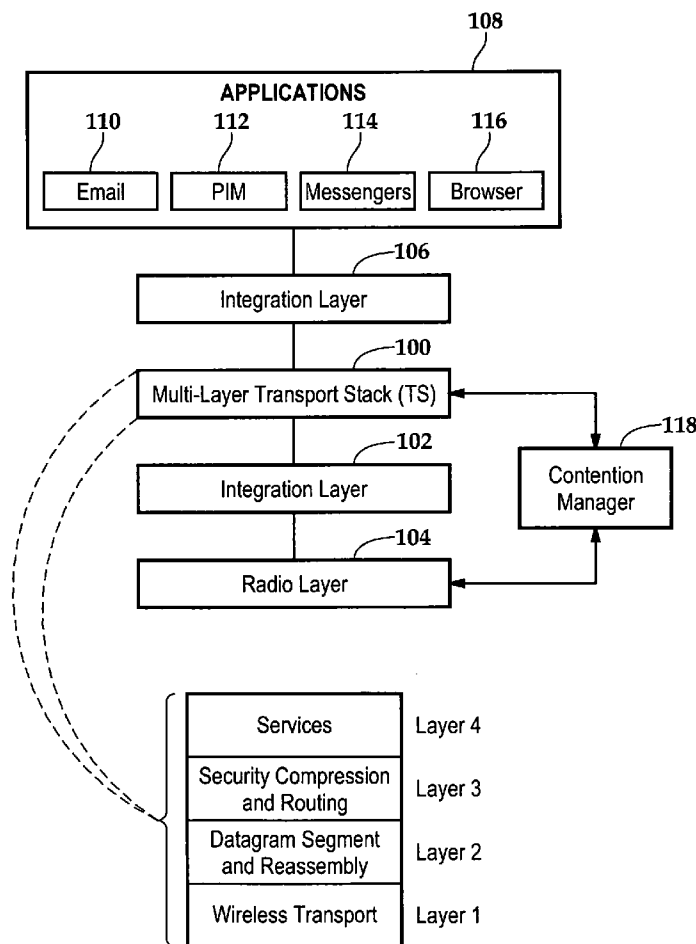 108
APPLICATIONS
110 112 114 116
Email PIM Messengers Browser
106
Integration Layer
100
Multi-Layer Transport Stack (TS)
118
102
Contention
Manager
Integration Layer
104
Radio Layer
Services Layer 4
Security Compression
and Routing
Layer 3
Datagram Segment
and Reassembly
Layer 2
Wireless Transport Layer 1